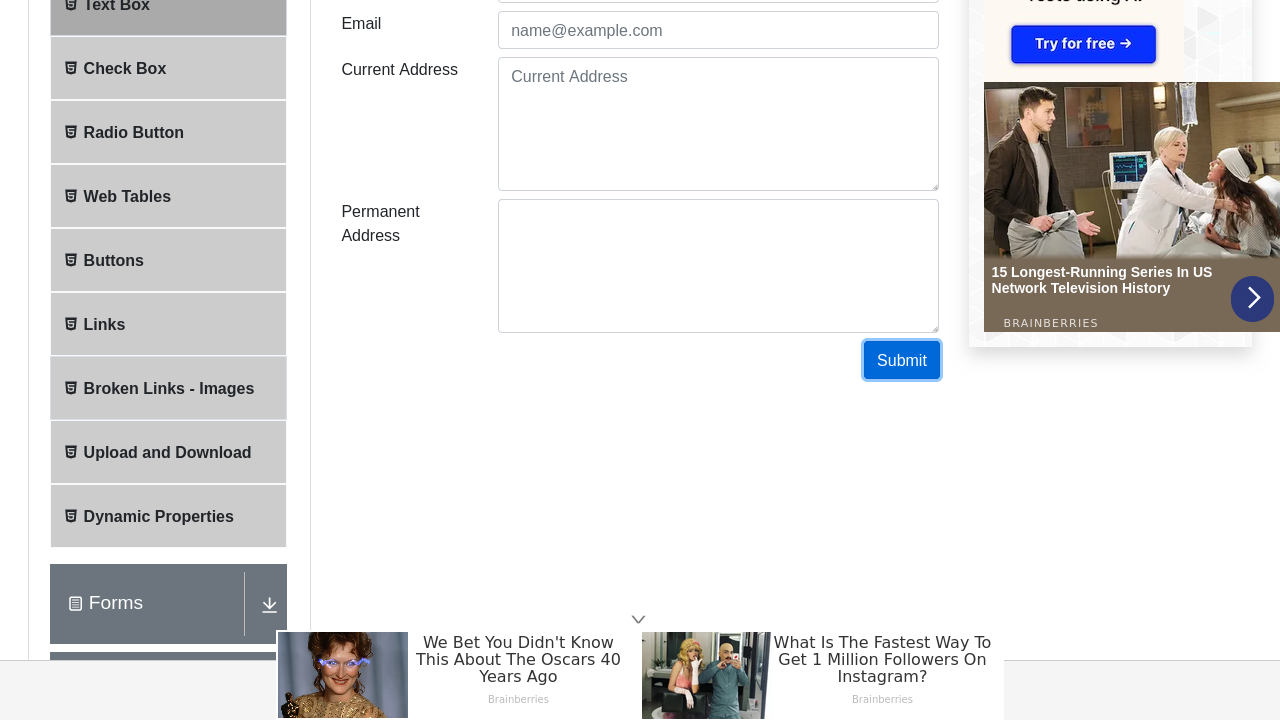 Text Box
Check Box
Radio Button
Web Tables
Buttons
Links
Broken Links - Images
Upload and Download
Dynamic Properties
Forms
Email
name@example.com
Current Address
Current Address
Permanent
Address
Submit
Try for free →
15 Longest-Running Series In US
Network Television History
BRAINBERRIES
We Bet You Didn't Know
This About The Oscars 40
Years Ago
Brainberries
What Is The Fastest Way To
Get 1 Million Followers On
Instagram?
Brainberries